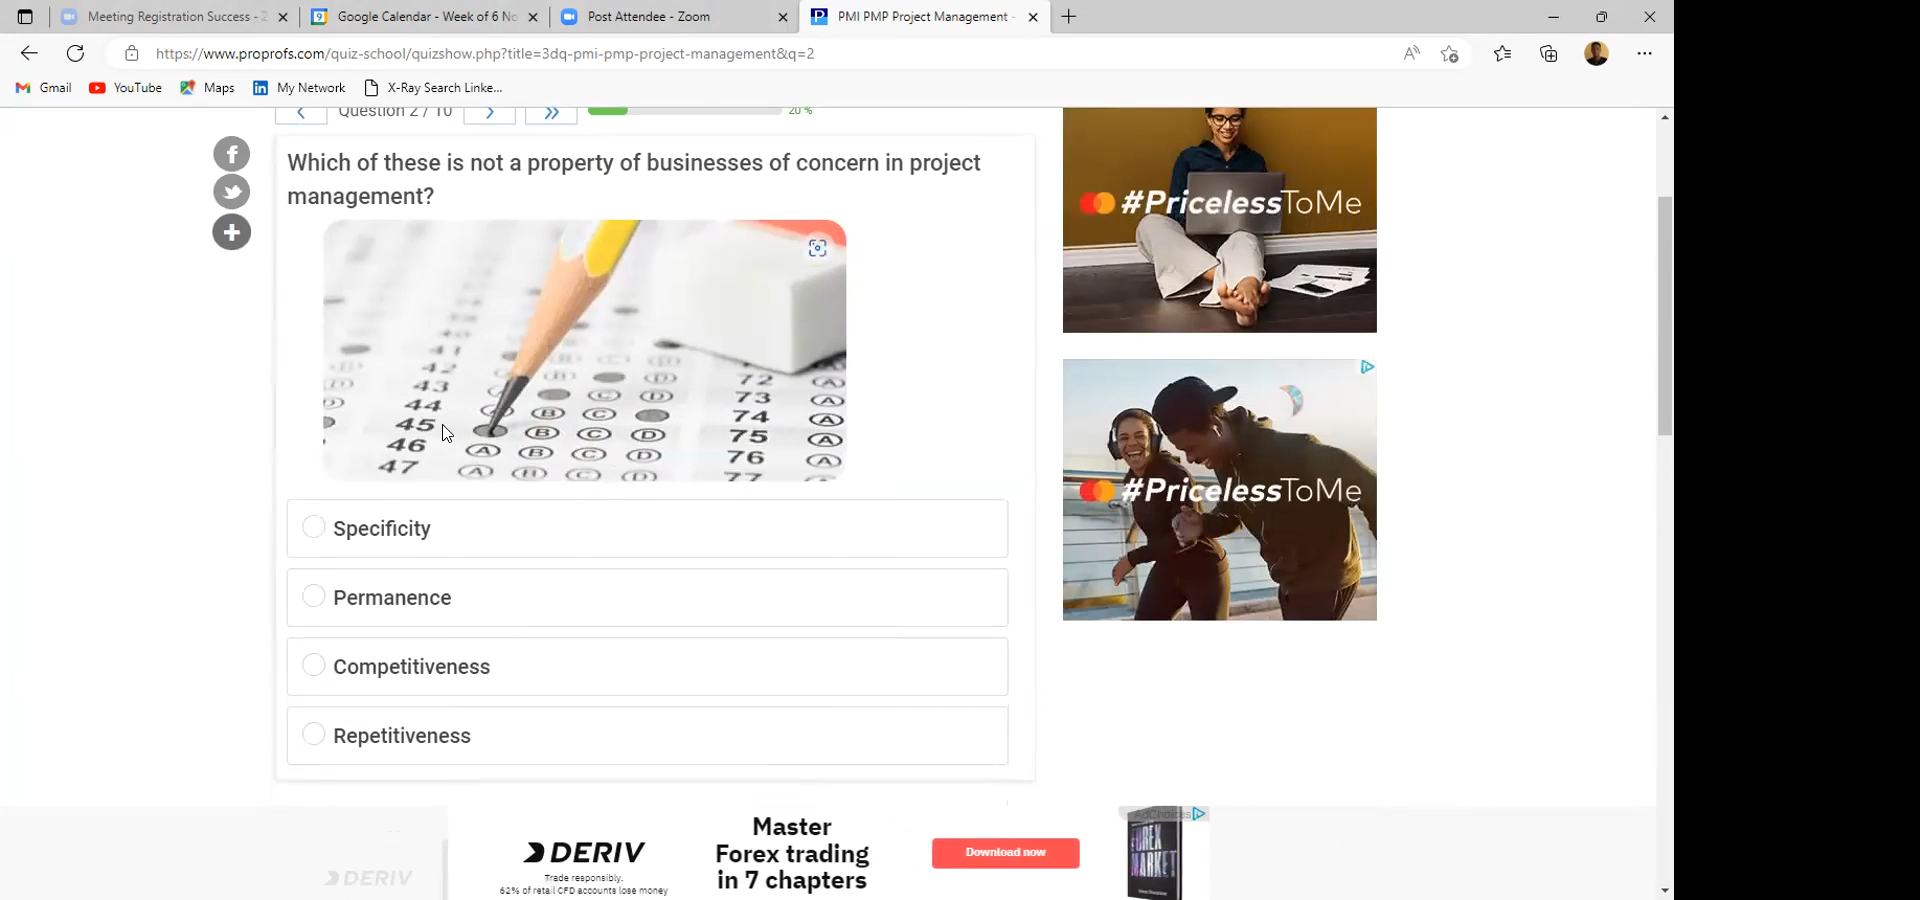 Meeting Registration Success - Z
Google Calendar - Week of 6 No
Post Attendee - Zoom
PMI PMP Project Management -
https://www.proprofs.com/quiz-school/quizshow.php?title=3dq-pmi-pmp-project-management&q=2
Gmail
YouTube
Maps
My Network
X-Ray Search Linke...
Question 2 / 10
20 %
Which of these is not a property of businesses of concern in project
management?
41
42
43
44
45
46
47
72
73
74
75
76
77
Specificity
Permanence
Competitiveness
Repetitiveness
#PricelessToMe
#PricelessToMe
DERIV
DERIV
Trade responsibly.
62% of retail CFD accounts lose money
Master
Forex trading
in 7 chapters
Download now
AdChoices
FOREX
MARKET